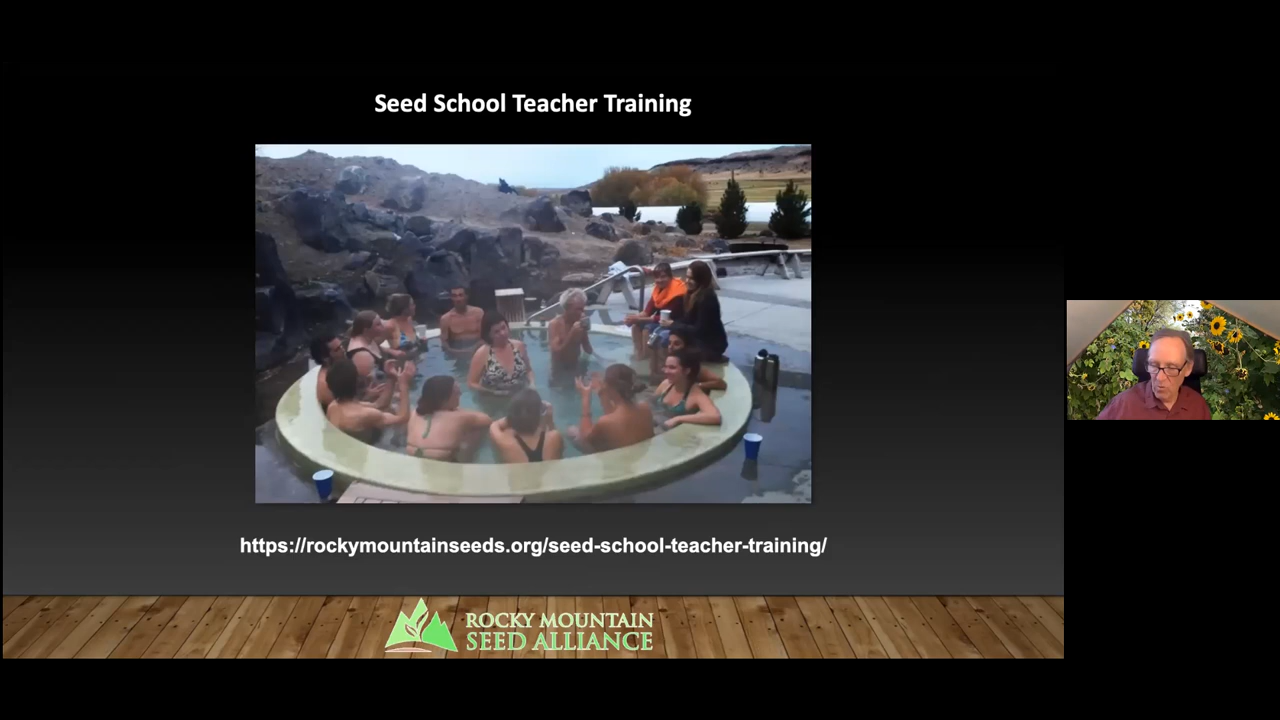 Seed School Teacher Training
https://rockymountainseeds.org/seed-school-teacher-training/
ROCKY MOUNTAIN
SEED ALLIANCE